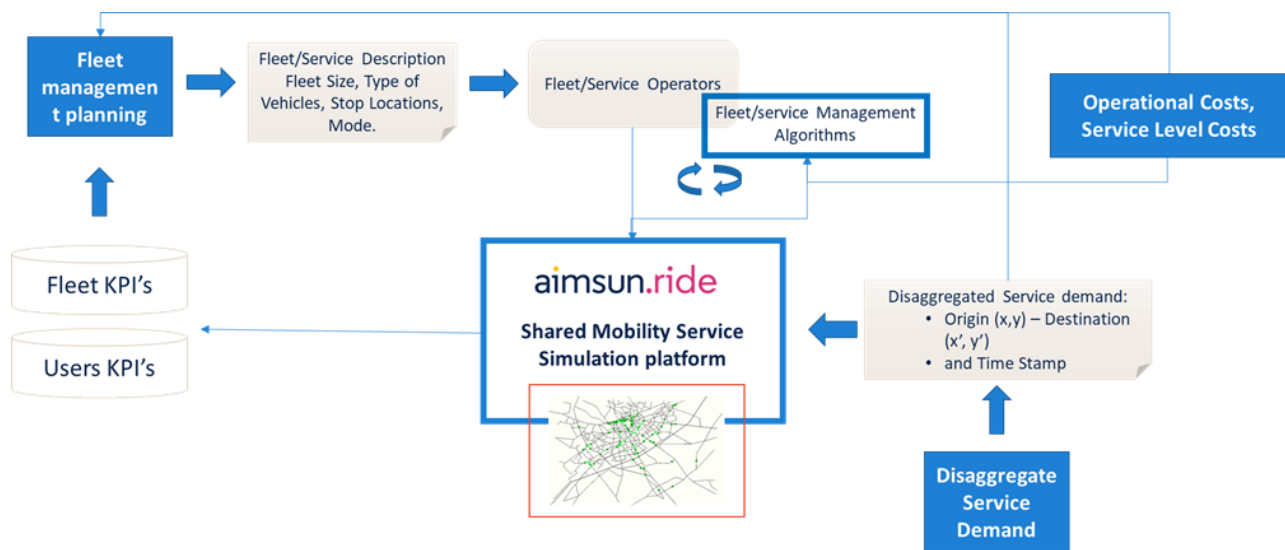 Fleet
managemen
t planning
Fleet/Service Description
Fleet Size, Type of
Vehicles, Stop Locations,
Mode.
Fleet/Service Operators
Fleet/service Management
Algorithms
Operational Costs,
Service Level Costs
Fleet KPI's
Users KPI's
aimsun.ride
Shared Mobility Service
Simulation platform
Disaggregated Service demand:
• Origin (x,y) – Destination
(x', y')
• and Time Stamp
Disaggregate
Service
Demand